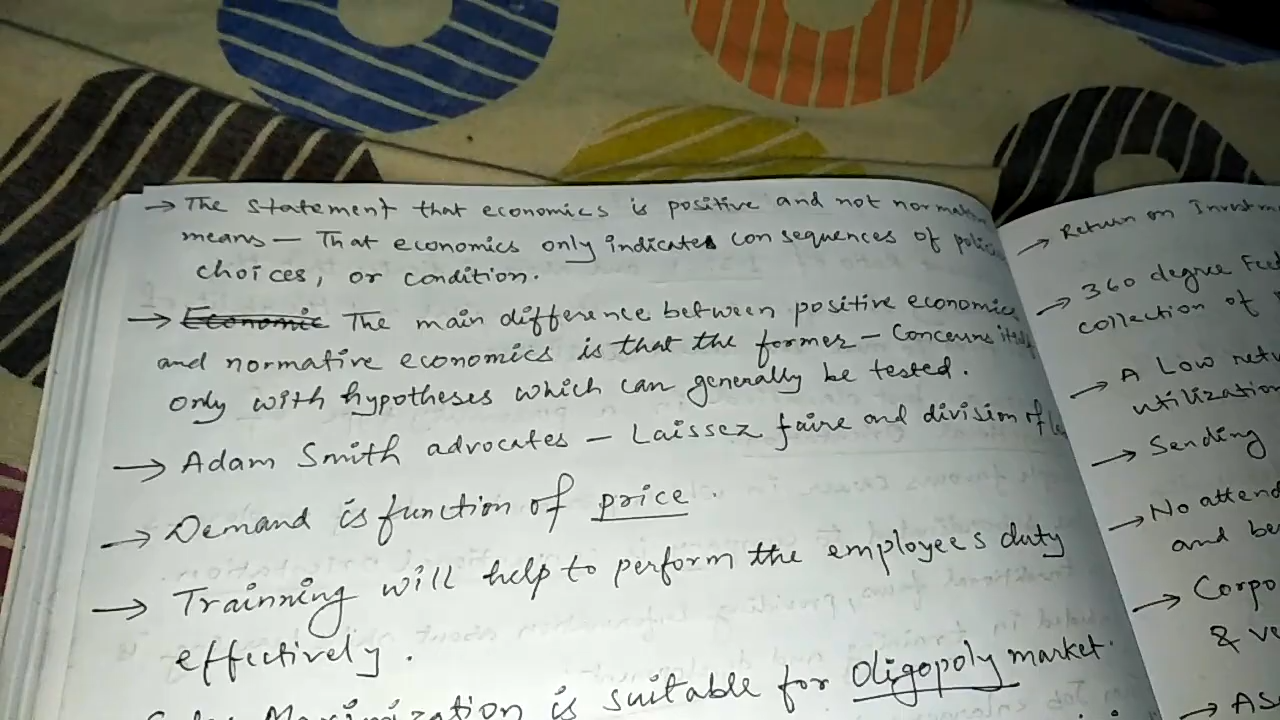 → The statement that economics is positive and not
means — That economics only indicates consequences of
choices, or condition.
→ Economic The main difference between positive economics
and normative economics is that the former — Concerns
only with hypotheses which can generally be tested.
→ Adam Smith advocates — Laissez faire and division of
→ Demand is function of price.
→ Trainning will help to perform the employees duty
effectively.
Maximization is suitable for Oligopoly market.
→ Return on
→ 360 degree
collection of
→ A Low
utilization
→ Sending
→ No
and
→
&
→